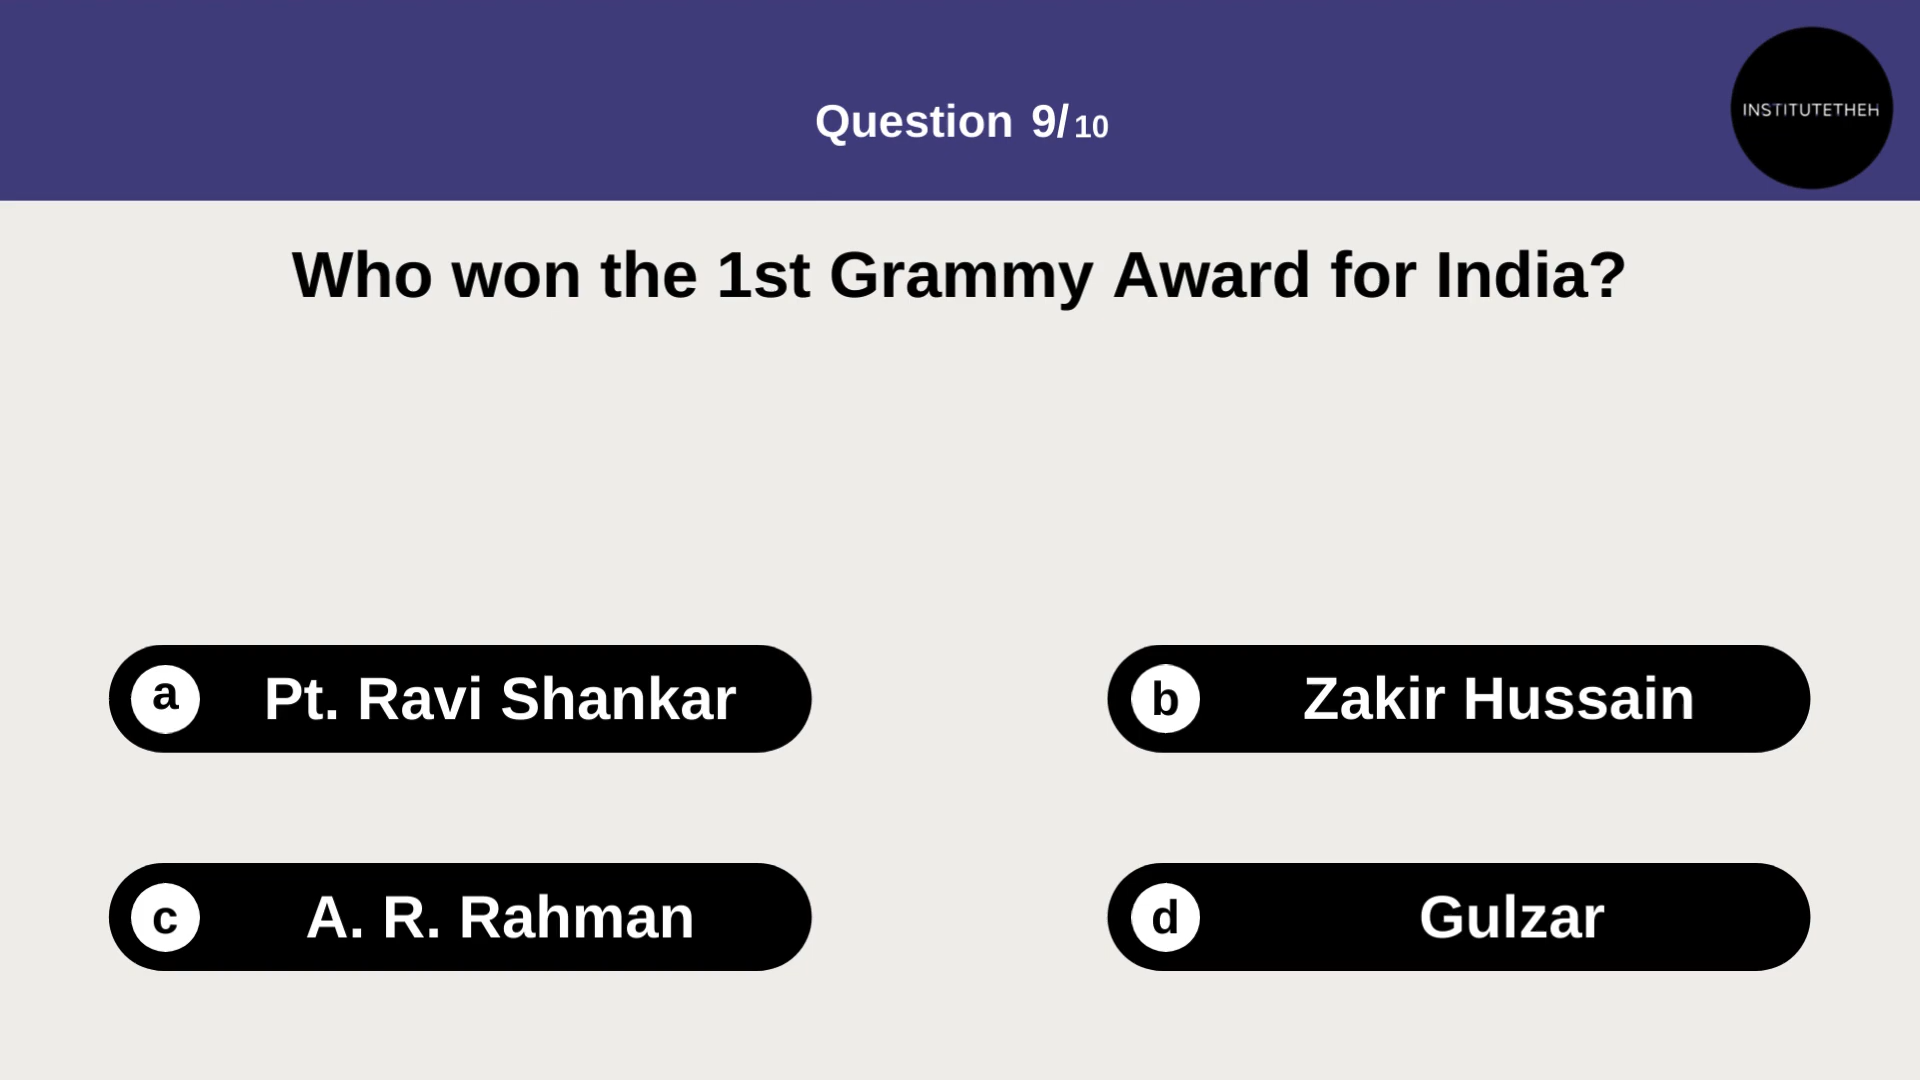 Question 9/10
INSTITUTETHEH
Who won the 1st Grammy Award for India?
a Pt. Ravi Shankar
b Zakir Hussain
c A. R. Rahman
d Gulzar